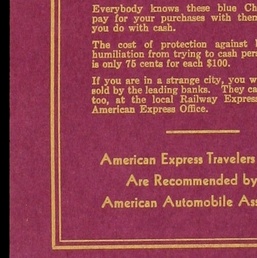 Everybody knows these blue Ch
pay for your purchases with them
you do with cash.
The cost of protection against
humiliation from trying to cash pers
is only 75 cents for each $100.
If you are in a strange city, you w
sold by the leading banks. They ca
too, at the local Railway Express
American Express Office.
American Express Travelers
Are Recommended by
American Automobile Ass